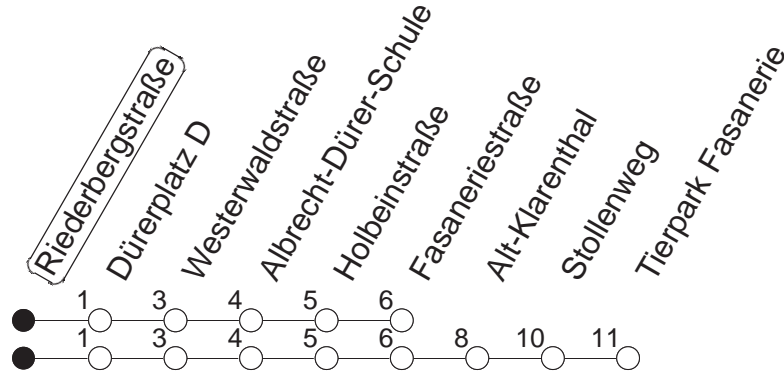 Riederbergstraße
Dürerplatz D
Westerwaldstraße
Albrecht-Dürer-Schule
Holbeinstraße
Fasaneriestraße
Alt-Klarenthal
Stollenweg
Tierpark Fasanerie
1 3 4 5 6
1 3 4 5 6 8 10 11